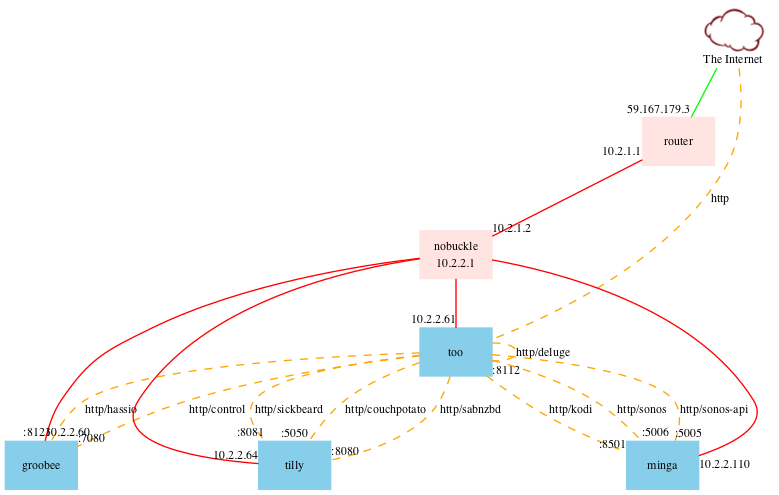 The Internet
59.167.179.3
router
10.2.1.1
http
10.2.1.2
nobuckle
10.2.2.1
10.2.2.61
too
http/deluge
:8112
http/hassio
http/control
http/sickbeard
http/couchpotato
http/sabnzbd
http/kodi
http/sonos
http/sonos-api
10.2.2.60
:7080
:8081
:5050
:5006
:5005
:8501
:8080
10.2.2.64
10.2.2.110
groobee
tilly
minga